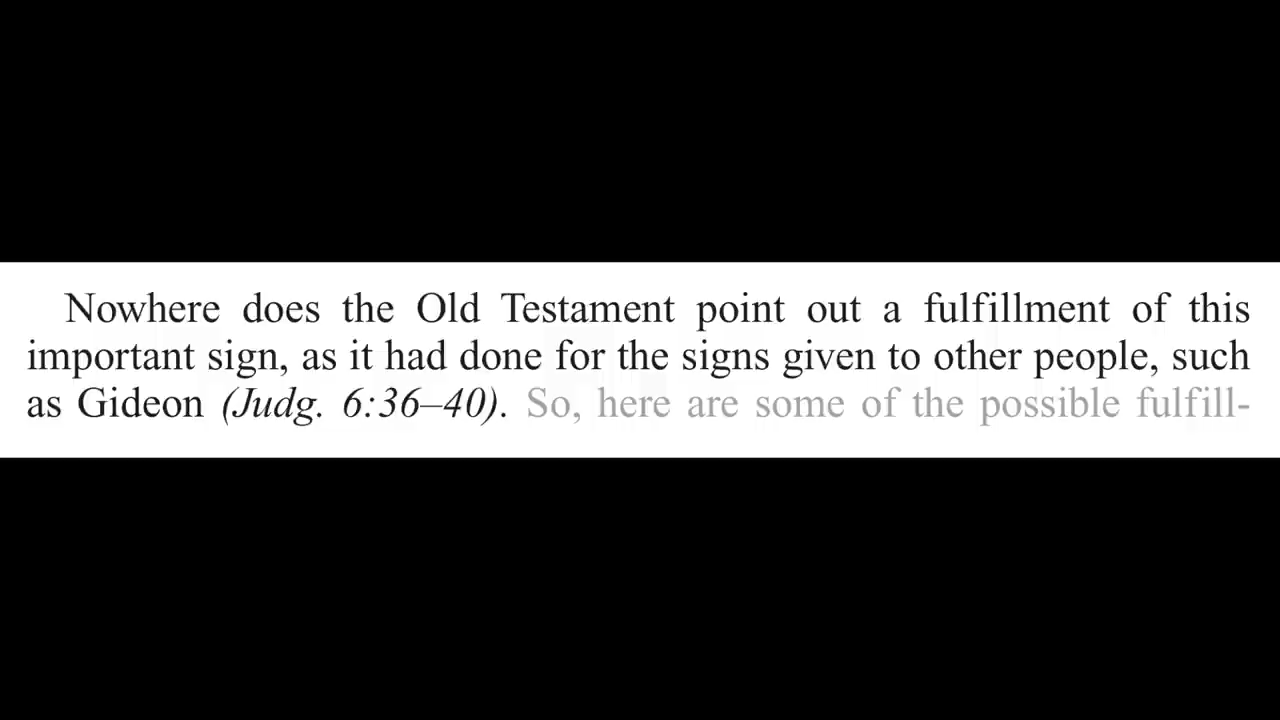 Nowhere does the Old Testament point out a fulfillment of this
important sign, as it had done for the signs given to other people, such
as Gideon (Judg. 6:36–40). So, here are some of the possible fulfill-